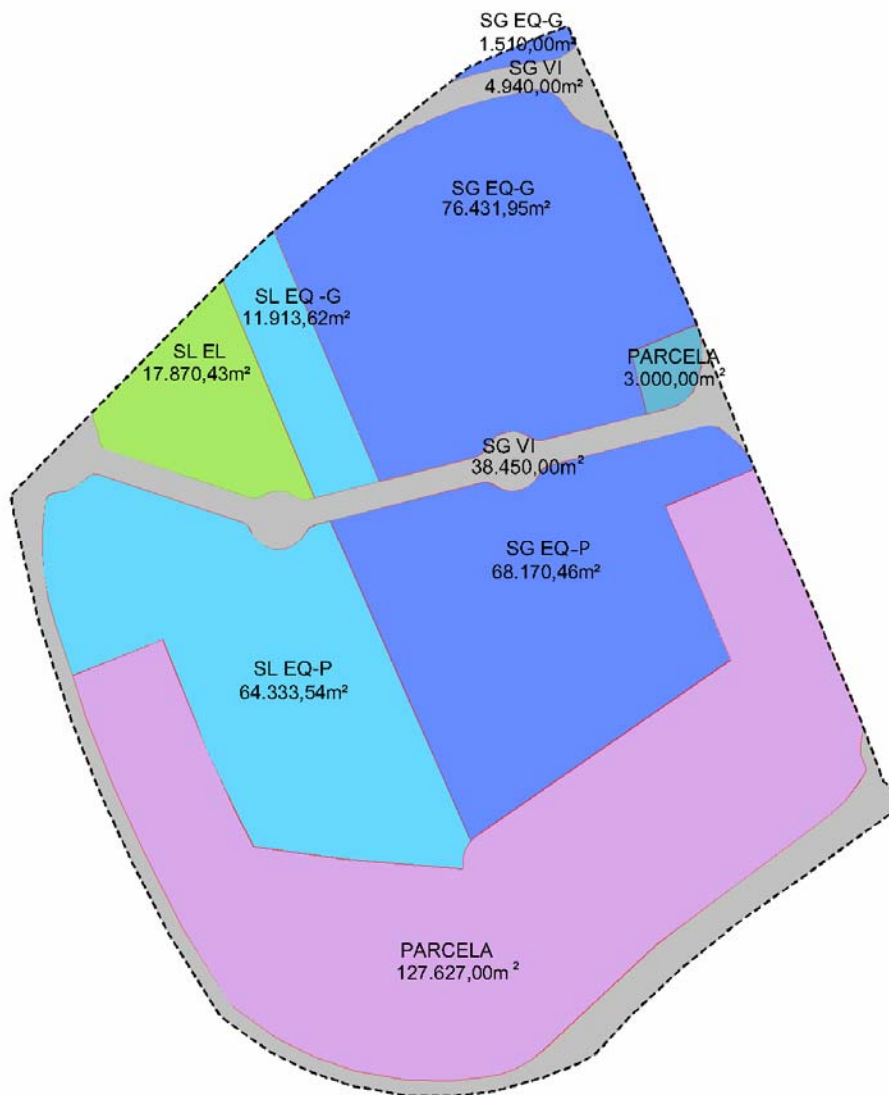 SG EQ-G
1.510,00m²
SG VI
4.940,00m²
SG EQ-G
76.431,95m²
SL EQ -G
11.913,62m²
SL EL
17.870,43m²
PARCELA
3.000,00m²
SG VI
38.450,00m²
SG EQ-P
68.170,46m²
SL EQ-P
64.333,54m²
PARCELA
127.627,00m²